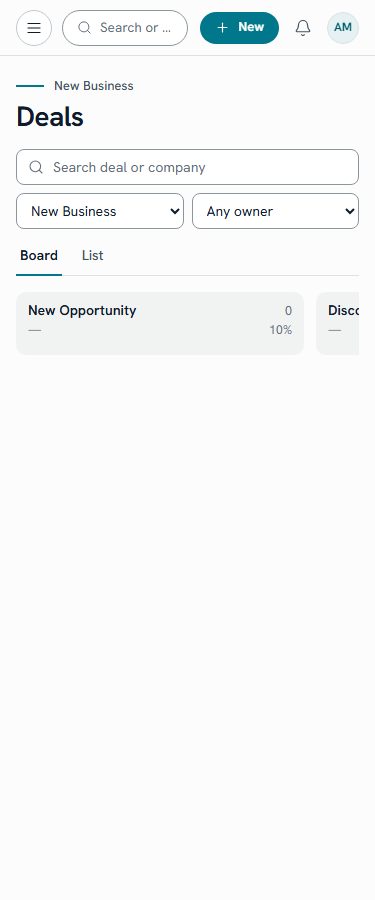 Search or ...
New
AM
New Business
Deals
Search deal or company
New Business
Any owner
Board
List
New Opportunity
0
—
10%
Disco
—